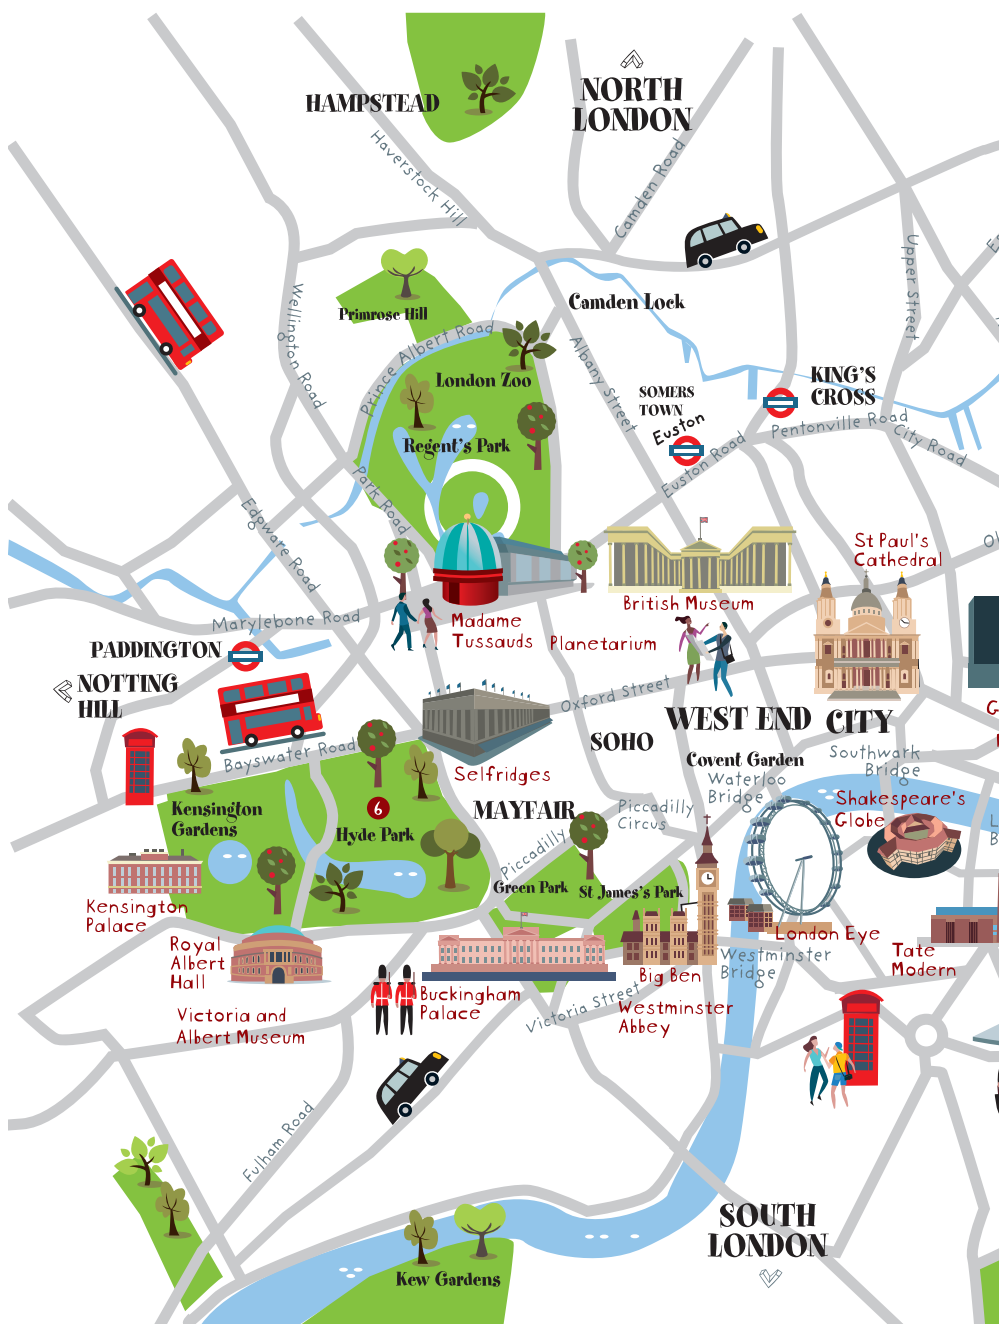 HAMPSTEAD
NORTH
LONDON
Haverstock Hill
Camden Road
Upper Street
Wellington Road
Primrose Hill
Camden Lock
Prince Albert Road
London Zoo
Albany Street
KING'S
CROSS
SOMERS
TOWN
Euston
Pentonville Road
City Road
Euston Road
Regent's Park
Park Road
Edgware Road
St Paul's
Cathedral
British Museum
Marylebone Road
Madame
Tussauds
Planetarium
PADDINGTON
NOTTING
HILL
Oxford Street
WEST END
CITY
SOHO
Bayswater Road
Selfridges
Covent Garden
Southwark
Bridge
Waterloo
Bridge
Shakespeare's
Globe
Kensington
Gardens
6
Hyde Park
MAYFAIR
Piccadilly
Circus
Piccadilly
Green Park
St James's Park
Kensington
Palace
Royal
Albert
Hall
London Eye
Tate
Modern
Westminster
Bridge
Big Ben
Buckingham
Palace
Victoria Street
Westminster
Abbey
Victoria and
Albert Museum
Fulham Road
SOUTH
LONDON
Kew Gardens